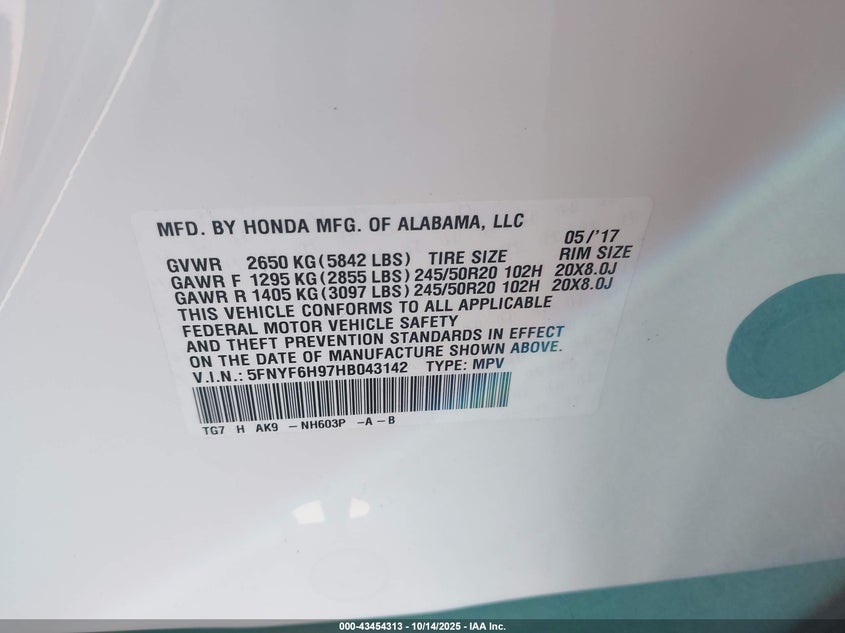 MFD. BY HONDA MFG. OF ALABAMA, LLC 05/'17
GVWR 2650 KG (5842 LBS) TIRE SIZE RIM SIZE
GAWR F 1295 KG (2855 LBS) 245/50R20 102H 20X8.0J
GAWR R 1405 KG (3097 LBS) 245/50R20 102H 20X8.0J
THIS VEHICLE CONFORMS TO ALL APPLICABLE
FEDERAL MOTOR VEHICLE SAFETY
AND THEFT PREVENTION STANDARDS IN EFFECT
ON THE DATE OF MANUFACTURE SHOWN ABOVE.
V.I.N.: 5FNYF6H97HB043142 TYPE: MPV
TG7 H AK9 -NH603P -A-B
000-43454313 - 10/14/2025 - IAA Inc.